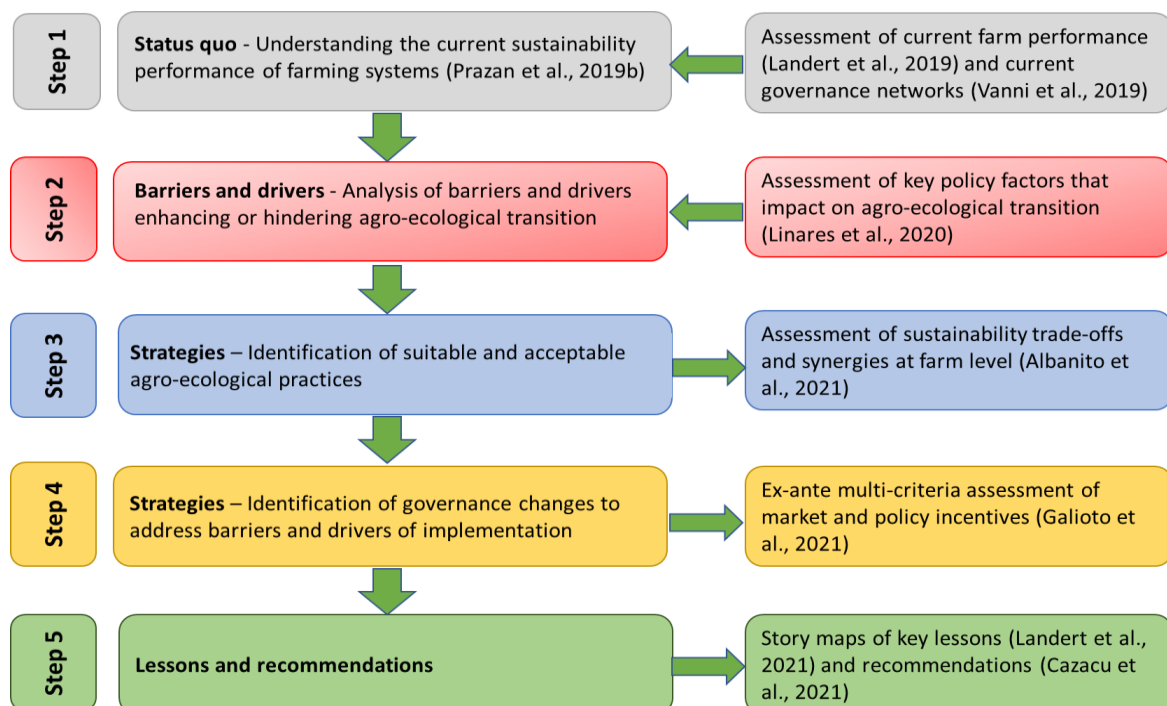 Step 1
Status quo - Understanding the current sustainability
performance of farming systems (Prazan et al., 2019b)
Assessment of current farm performance
(Landert et al., 2019) and current
governance networks (Vanni et al., 2019)
Step 2
Barriers and drivers - Analysis of barriers and drivers
enhancing or hindering agro-ecological transition
Assessment of key policy factors that
impact on agro-ecological transition
(Linares et al., 2020)
Step 3
Strategies – Identification of suitable and acceptable
agro-ecological practices
Assessment of sustainability trade-offs
and synergies at farm level (Albanito et
al., 2021)
Step 4
Strategies – Identification of governance changes to
address barriers and drivers of implementation
Ex-ante multi-criteria assessment of
market and policy incentives (Galioto et
al., 2021)
Step 5
Lessons and recommendations
Story maps of key lessons (Landert et al.,
2021) and recommendations (Cazacu et
al., 2021)